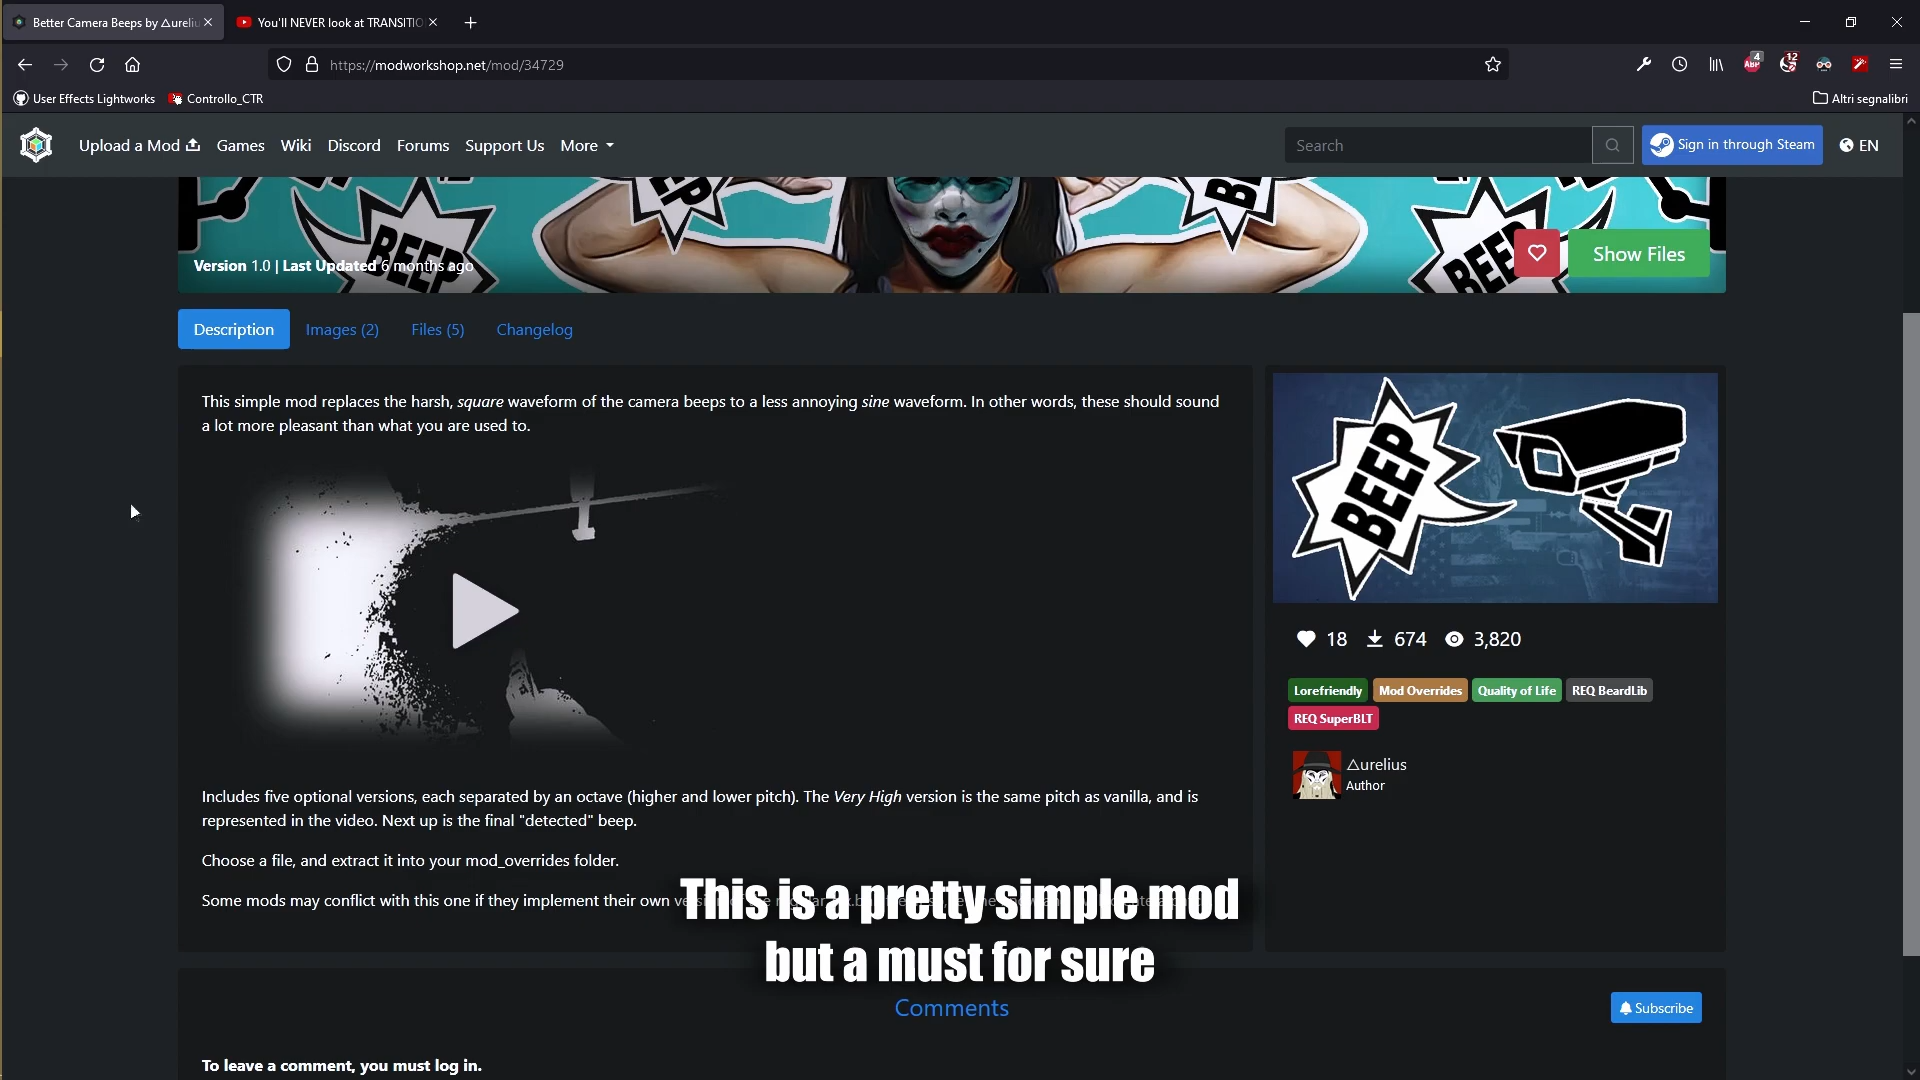 Better Camera Beeps by △ureliu
You'll NEVER look at TRANSITIO
https://modworkshop.net/mod/34729
4
ABP
12
User Effects Lightworks
Controllo_CTR
Altri segnalibri
Upload a Mod
Games
Wiki
Discord
Forums
Support Us
More
Search
Sign in through Steam
EN
BEEP
BEEP
Version 1.0 | Last Updated 6 months ago
Show Files
Description
Images (2)
Files (5)
Changelog
This simple mod replaces the harsh, square waveform of the camera beeps to a less annoying sine waveform. In other words, these should sound
a lot more pleasant than what you are used to.
BEEP
18
674
3,820
Lorefriendly
Mod Overrides
Quality of Life
REQ BeardLib
REQ SuperBLT
△urelius
Author
Includes five optional versions, each separated by an octave (higher and lower pitch). The Very High version is the same pitch as vanilla, and is
represented in the video. Next up is the final "detected" beep.
Choose a file, and extract it into your mod_overrides folder.
Some mods may conflict with this one if they implement their own
This is a pretty simple mod
but a must for sure
Comments
Subscribe
To leave a comment, you must log in.